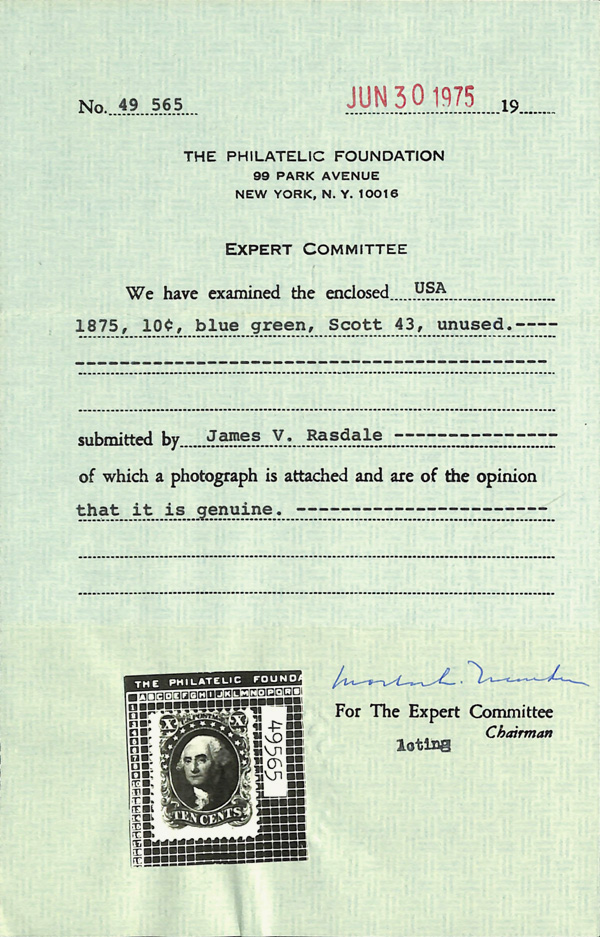 No. 49 565 JUN 30 1975 19
THE PHILATELIC FOUNDATION
99 PARK AVENUE
NEW YORK, N. Y. 10016
EXPERT COMMITTEE
We have examined the enclosed USA
1875, 10¢, blue green, Scott 43, unused.----
submitted by James V. Rasdale
of which a photograph is attached and are of the opinion
that it is genuine.
For The Expert Committee
Chairman
THE PHILATELIC FOUNDA
ABCDEFGHIJKLMNOPQRS
X X
49565
TEN CENTS